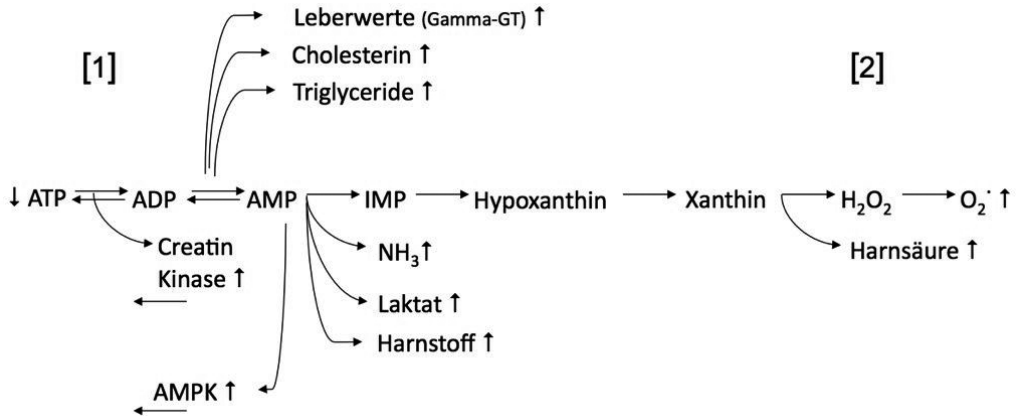 Leberwerte (Gamma-GT) ↑
Cholesterin ↑
[1]
[2]
Triglyceride ↑
↓ ATP ADP AMP IMP Hypoxanthin Xanthin H₂O₂ O₂˙ ↑
Creatin
Kinase ↑
NH₃↑
Harnsäure ↑
Laktat ↑
Harnstoff ↑
AMPK ↑